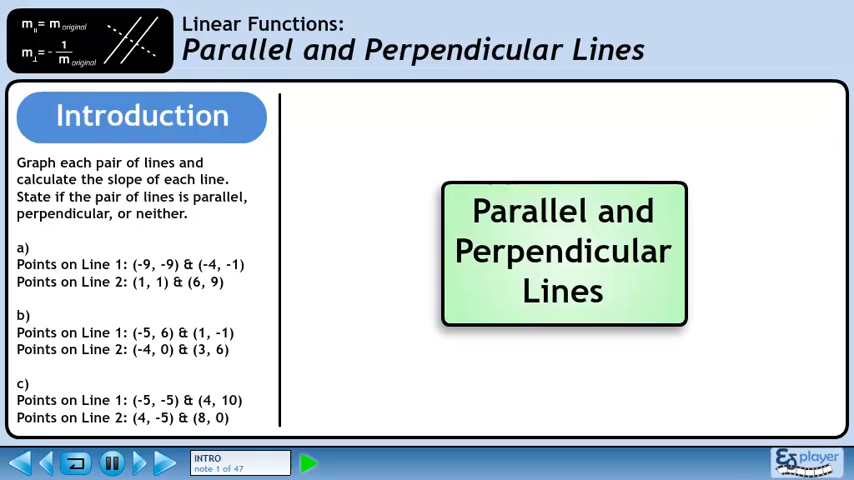 m|| = m original
m⊥ = - 1/m original
Linear Functions:
Parallel and Perpendicular Lines
Introduction
Graph each pair of lines and
calculate the slope of each line.
State if the pair of lines is parallel,
perpendicular, or neither.
a)
Points on Line 1: (-9, -9) & (-4, -1)
Points on Line 2: (1, 1) & (6, 9)
b)
Points on Line 1: (-5, 6) & (1, -1)
Points on Line 2: (-4, 0) & (3, 6)
c)
Points on Line 1: (-5, -5) & (4, 10)
Points on Line 2: (4, -5) & (8, 0)
Parallel and
Perpendicular
Lines
INTRO
note 1 of 47
player